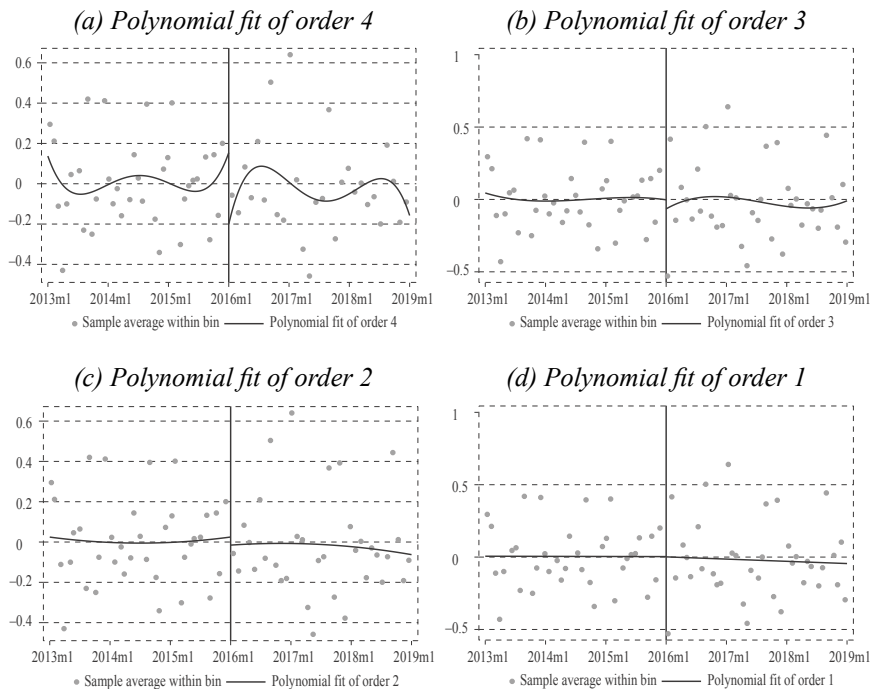 (a) Polynomial fit of order 4
0.6
0.4
0.2
0
−0.2
−0.4
2013m1 2014m1 2015m1 2016m1 2017m1 2018m1 2019m1
Sample average within bin Polynomial fit of order 4
(b) Polynomial fit of order 3
1
0.5
0
−0.5
2013m1 2014m1 2015m1 2016m1 2017m1 2018m1 2019m1
Sample average within bin Polynomial fit of order 3
(c) Polynomial fit of order 2
0.6
0.4
0.2
0
−0.2
−0.4
2013m1 2014m1 2015m1 2016m1 2017m1 2018m1 2019m1
Sample average within bin Polynomial fit of order 2
(d) Polynomial fit of order 1
1
0.5
0
−0.5
2013m1 2014m1 2015m1 2016m1 2017m1 2018m1 2019m1
Sample average within bin Polynomial fit of order 1